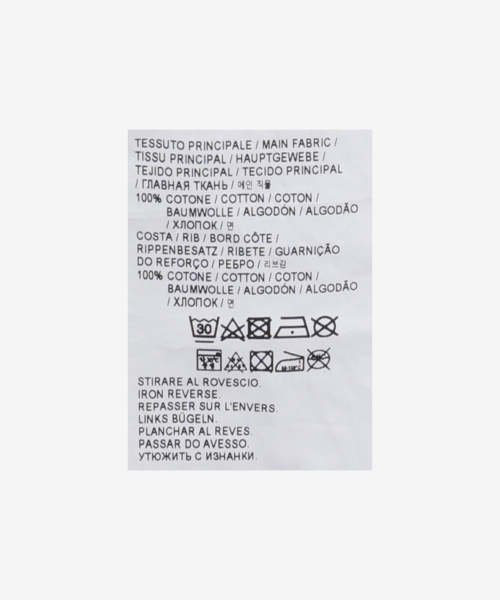 TESSUTO PRINCIPALE / MAIN FABRIC /
TISSU PRINCIPAL / HAUPTGEWEBE /
TEJIDO PRINCIPAL / TECIDO PRINCIPAL
/ ГЛАВНАЯ ТКАНЬ / 메인 직물
100% COTONE / COTTON / COTON /
BAUMWOLLE / ALGODÓN / ALGODÃO
/ ХЛОПОК / 면
COSTA / RIB / BORD CÔTE /
RIPPENBESATZ / RIBETE / GUARNIÇÃO
DO REFORÇO / РЕБРО / 리브감
100% COTONE / COTTON / COTON /
BAUMWOLLE / ALGODÓN / ALGODÃO
/ ХЛОПОК / 면
30
STIRARE AL ROVESCIO.
IRON REVERSE.
REPASSER SUR L'ENVERS.
LINKS BÜGELN.
PLANCHAR AL REVES.
PASSAR DO AVESSO.
УТЮЖИТЬ С ИЗНАНКИ.